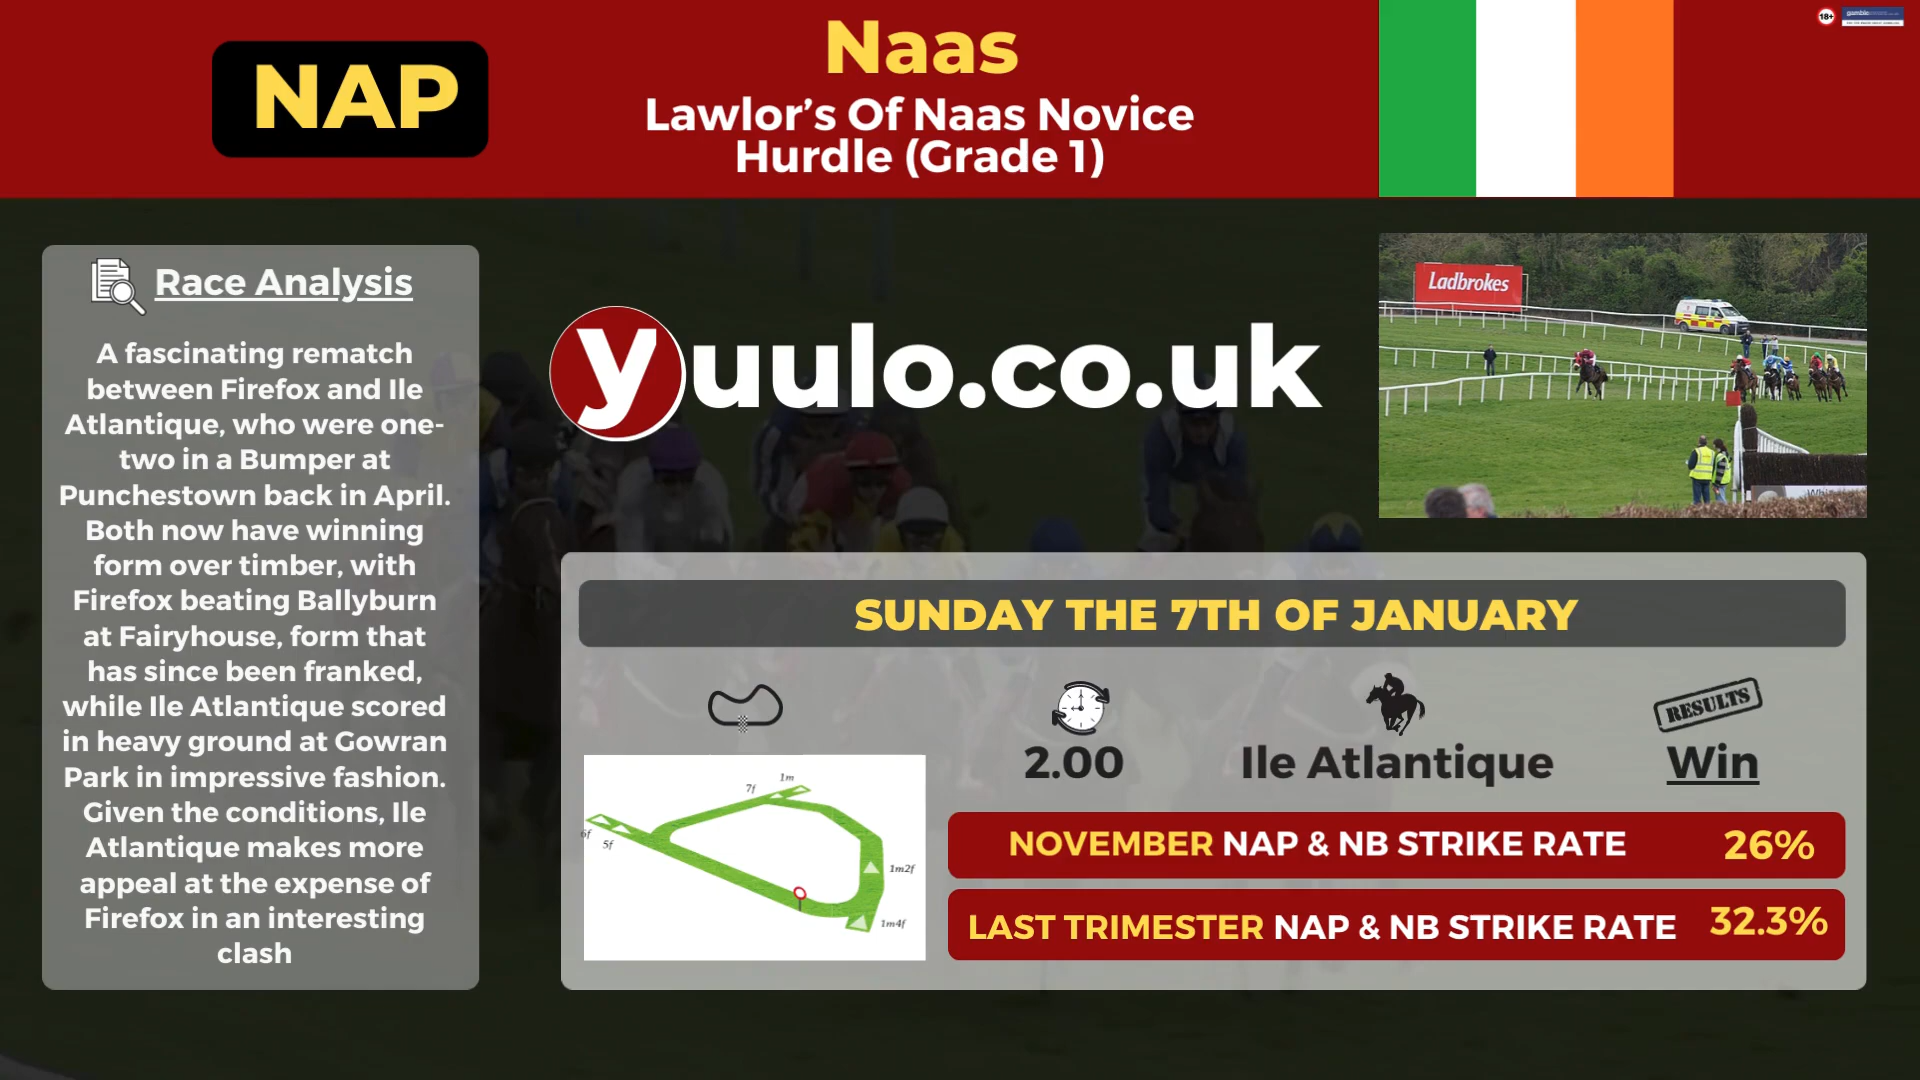 NAP
Naas
Lawlor's Of Naas Novice
Hurdle (Grade 1)
18+
Race Analysis
A fascinating rematch
between Firefox and Ile
Atlantique, who were one-
two in a Bumper at
Punchestown back in April.
Both now have winning
form over timber, with
Firefox beating Ballyburn
at Fairyhouse, form that
has since been franked,
while Ile Atlantique scored
in heavy ground at Gowran
Park in impressive fashion.
Given the conditions, Ile
Atlantique makes more
appeal at the expense of
Firefox in an interesting
clash
yuulo.co.uk
Ladbrokes
SUNDAY THE 7TH OF JANUARY
RESULTS
2.00 Ile Atlantique Win
1m
7f
6f
5f
1m2f
1m4f
NOVEMBER NAP & NB STRIKE RATE 26%
LAST TRIMESTER NAP & NB STRIKE RATE 32.3%